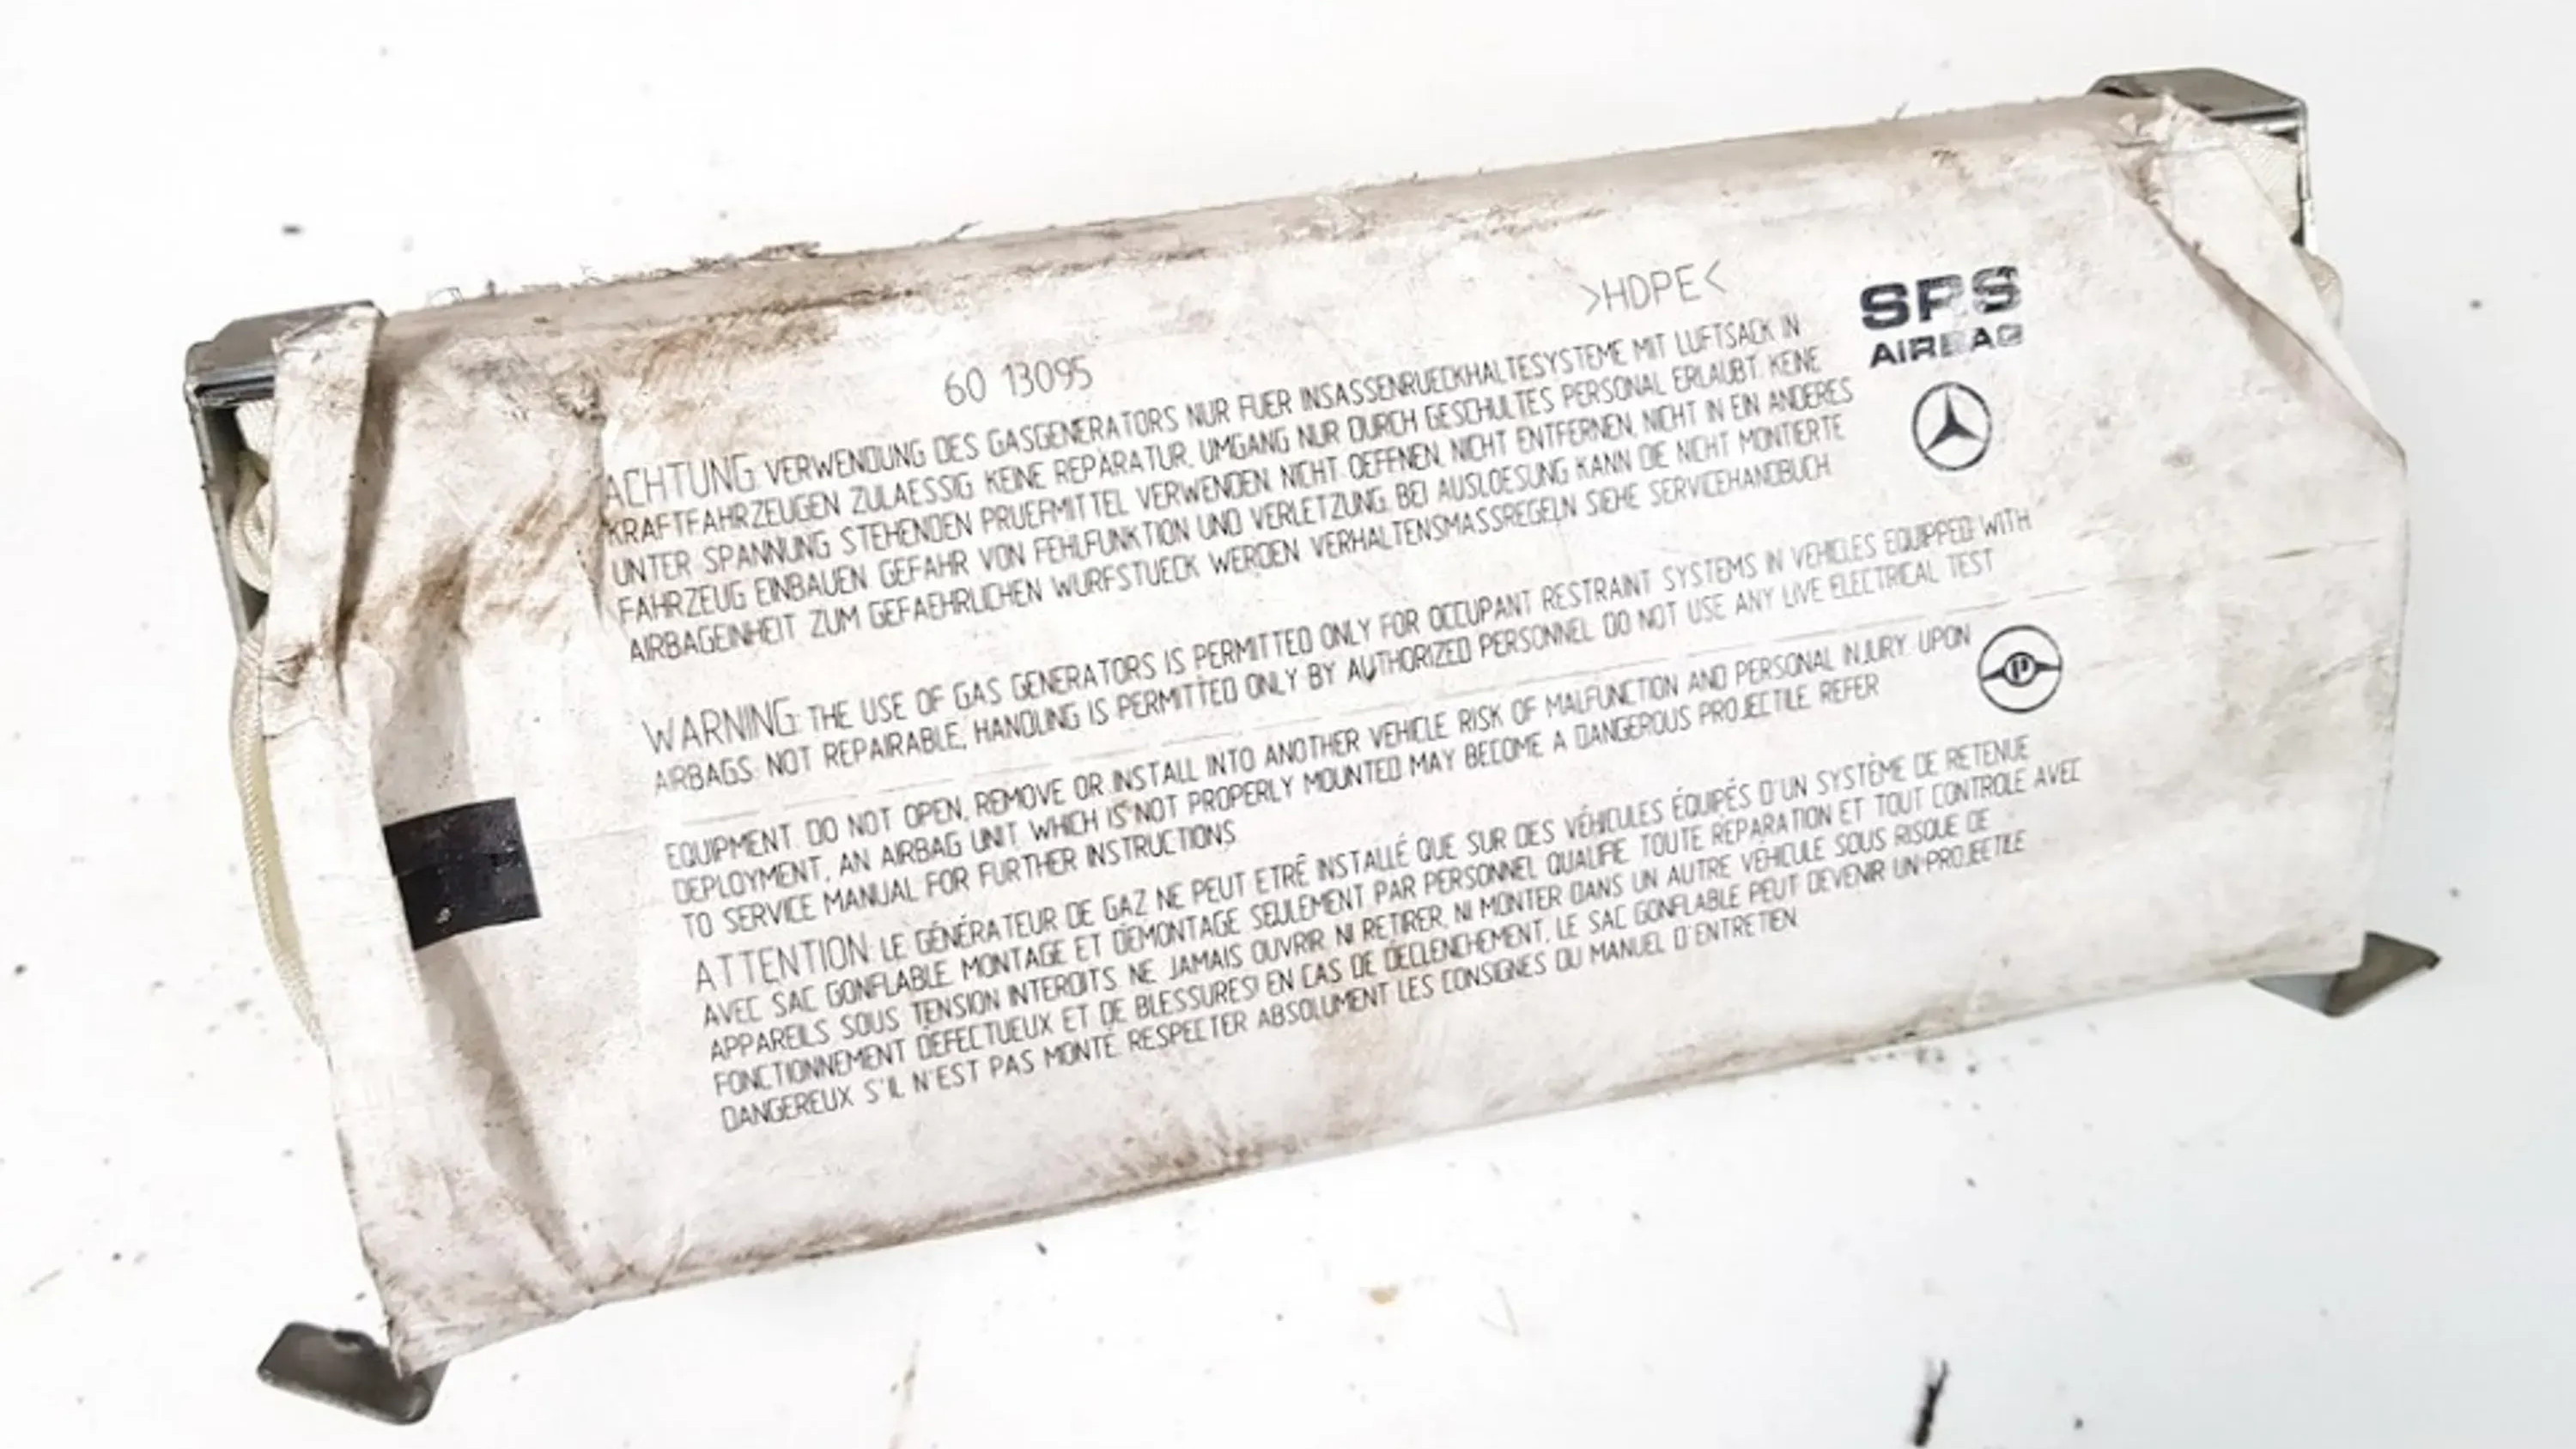 >HDPE<
SRS
AIRBAG
60 13095
ACHTUNG: VERWENDUNG DES GASGENERATORS NUR FUER INSASSENRUECKHALTESYSTEME MIT LUFTSACK IN
KRAFTFAHRZEUGEN ZULAESSIG. KEINE REPARATUR, UMGANG NUR DURCH GESCHULTES PERSONAL ERLAUBT. KEINE
UNTER SPANNUNG STEHENDEN PRUEFMITTEL VERWENDEN. NICHT OEFFNEN, NICHT ENTFERNEN, NICHT IN EIN ANDERES
FAHRZEUG EINBAUEN. GEFAHR VON FEHLFUNKTION UND VERLETZUNG. BEI AUSLOESUNG KANN DIE NICHT MONTIERTE
AIRBAGEINHEIT ZUM GEFAEHRLICHEN WURFSTUECK WERDEN. VERHALTENSMASSREGELN SIEHE SERVICEHANDBUCH.
WARNING: THE USE OF GAS GENERATORS IS PERMITTED ONLY FOR OCCUPANT RESTRAINT SYSTEMS IN VEHICLES EQUIPPED WITH
AIRBAGS. NOT REPAIRABLE, HANDLING IS PERMITTED ONLY BY AUTHORIZED PERSONNEL. DO NOT USE ANY LIVE ELECTRICAL TEST
EQUIPMENT. DO NOT OPEN, REMOVE OR INSTALL INTO ANOTHER VEHICLE. RISK OF MALFUNCTION AND PERSONAL INJURY. UPON
DEPLOYMENT, AN AIRBAG UNIT WHICH IS NOT PROPERLY MOUNTED MAY BECOME A DANGEROUS PROJECTILE. REFER
TO SERVICE MANUAL FOR FURTHER INSTRUCTIONS.
P
ATTENTION: LE GÉNÉRATEUR DE GAZ NE PEUT ETRÊ INSTALLÉ QUE SUR DES VÉHICULES ÉQUIPÉS D'UN SYSTÈME DE RETENUE
AVEC SAC GONFLABLE. MONTAGE ET DÉMONTAGE SEULEMENT PAR PERSONNEL QUALIFIE. TOUTE RÉPARATION ET TOUT CONTROLE AVEC
APPAREILS SOUS TENSION INTERDITS. NE JAMAIS OUVRIR NI RETIRER, NI MONTER DANS UN AUTRE VÉHICULE SOUS RISQUE DE
FONCTIONNEMENT DÉFECTUEUX ET DE BLESSURES! EN CAS DE DÉCLENCHEMENT, LE SAC GONFLABLE PEUT DEVENIR UN PROJECTILE
DANGEREUX S'IL N'EST PAS MONTÉ. RESPECTER ABSOLUMENT LES CONSIGNES DU MANUEL D'ENTRETIEN.